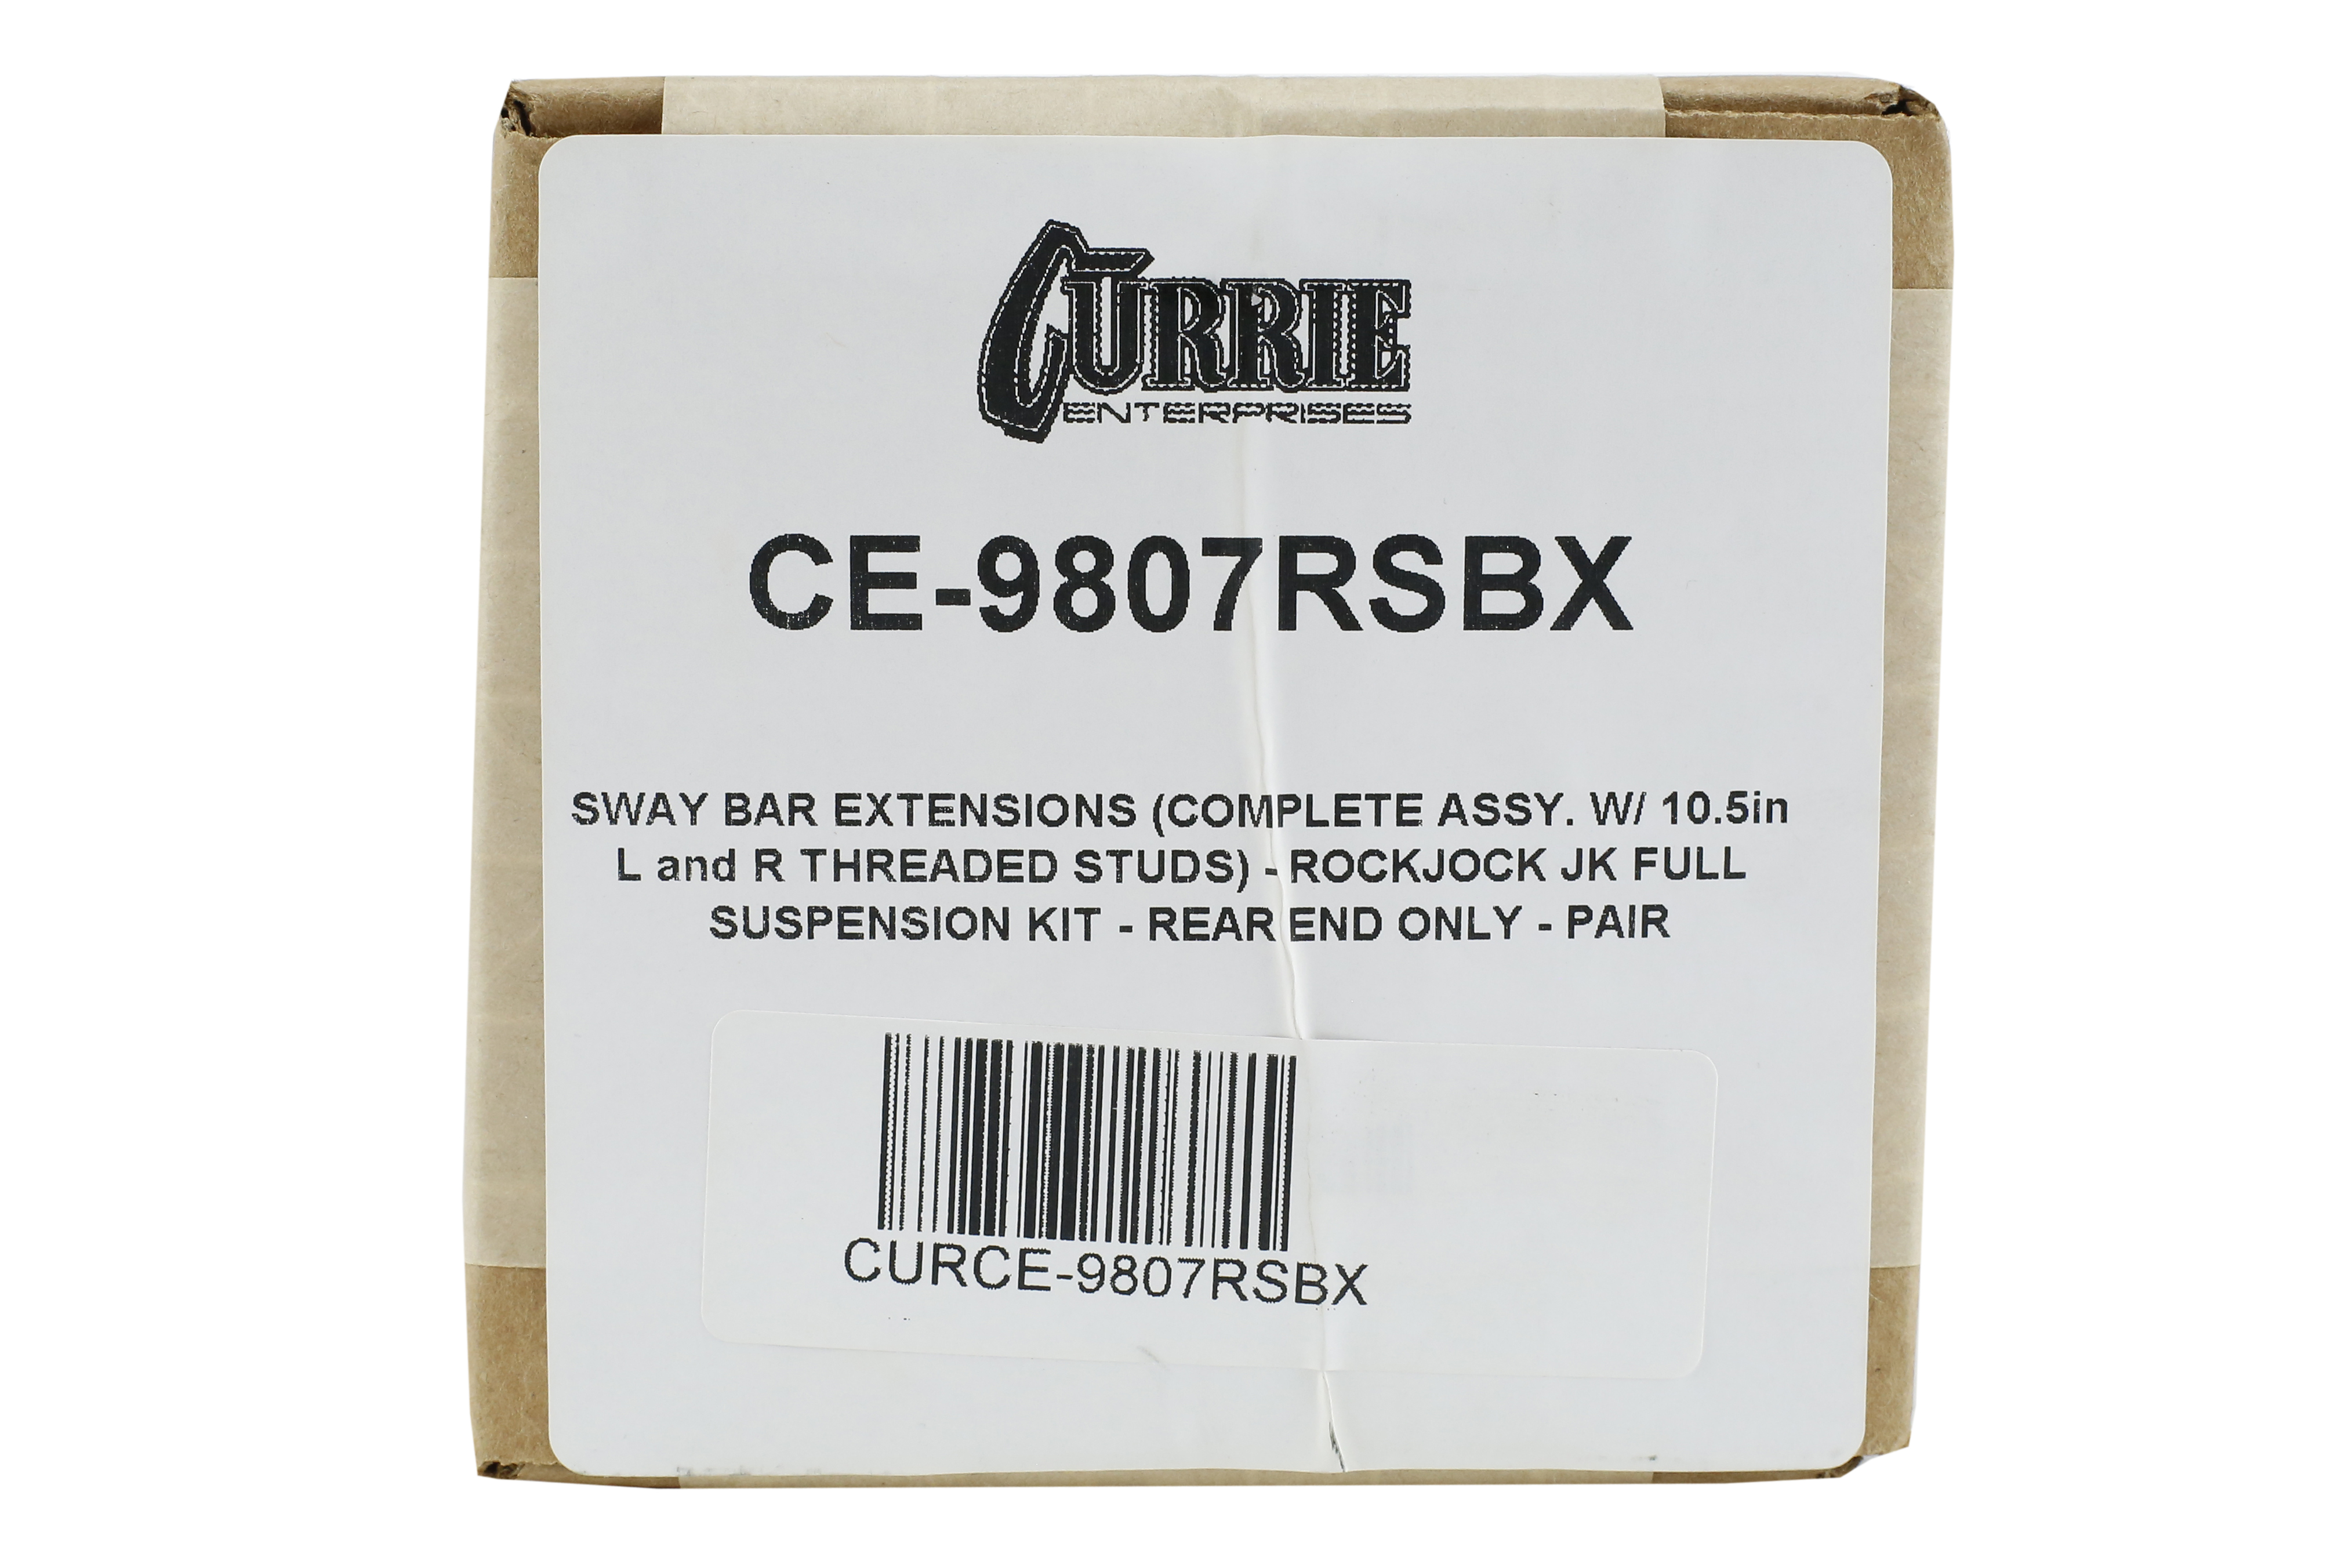 CURRIE
ENTERPRISES
CE-9807RSBX
SWAY BAR EXTENSIONS (COMPLETE ASSY. W/ 10.5in
L and R THREADED STUDS) - ROCKJOCK JK FULL
SUSPENSION KIT - REAR END ONLY - PAIR
CURCE-9807RSBX